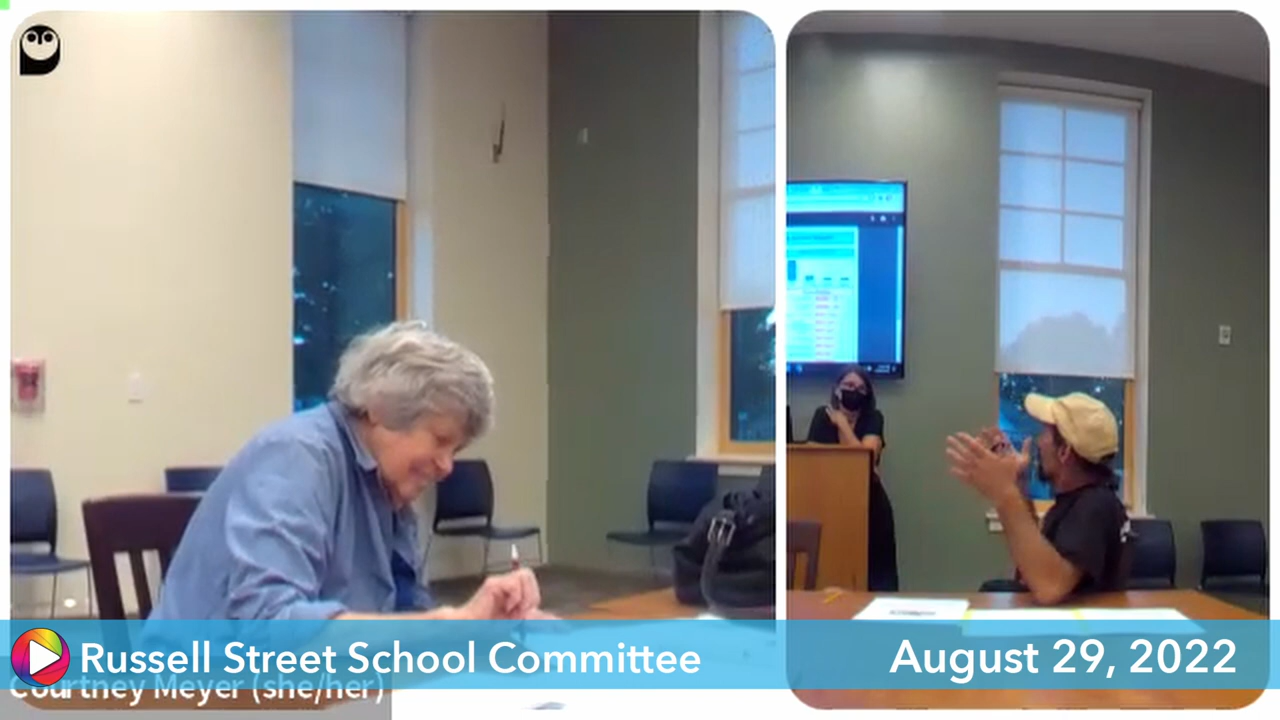 Russell Street School Committee
August 29, 2022
Courtney Meyer (she/her)